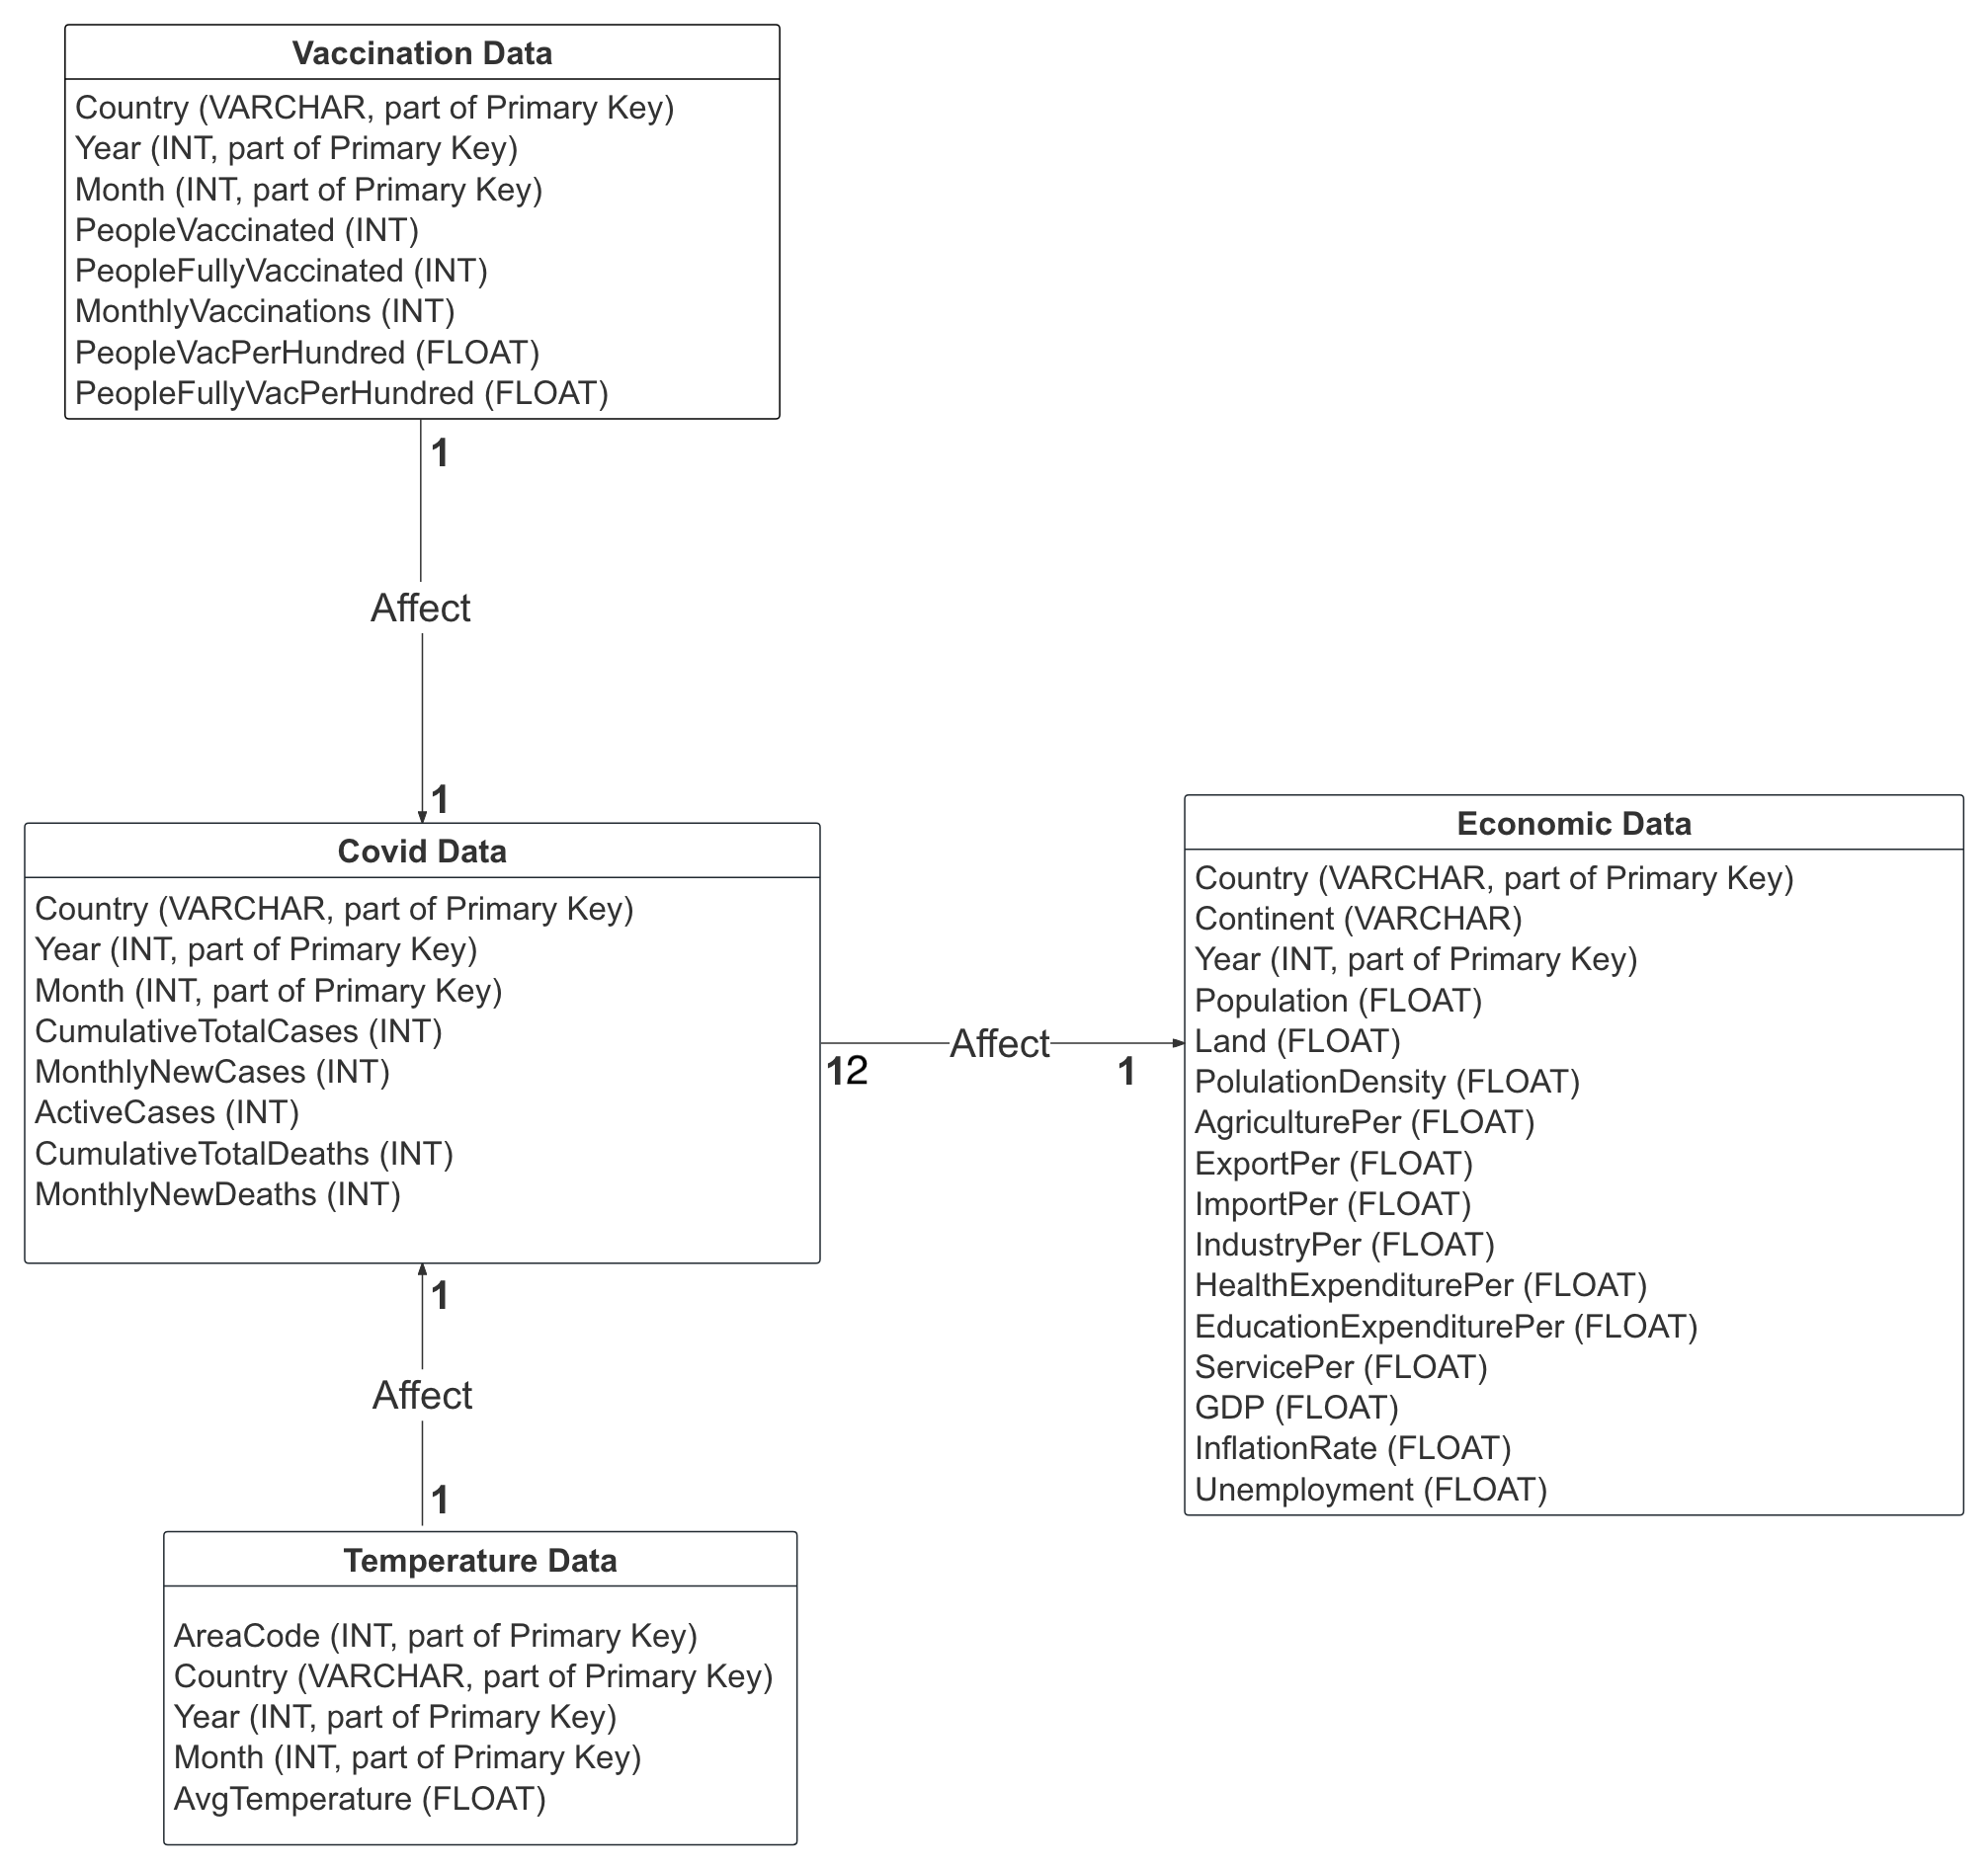 Vaccination Data
Country (VARCHAR, part of Primary Key)
Year (INT, part of Primary Key)
Month (INT, part of Primary Key)
PeopleVaccinated (INT)
PeopleFullyVaccinated (INT)
MonthlyVaccinations (INT)
PeopleVacPerHundred (FLOAT)
PeopleFullyVacPerHundred (FLOAT)
1
Affect
1
Covid Data
Country (VARCHAR, part of Primary Key)
Year (INT, part of Primary Key)
Month (INT, part of Primary Key)
CumulativeTotalCases (INT)
MonthlyNewCases (INT)
ActiveCases (INT)
CumulativeTotalDeaths (INT)
MonthlyNewDeaths (INT)
12
Affect
1
Economic Data
Country (VARCHAR, part of Primary Key)
Continent (VARCHAR)
Year (INT, part of Primary Key)
Population (FLOAT)
Land (FLOAT)
PolulationDensity (FLOAT)
AgriculturePer (FLOAT)
ExportPer (FLOAT)
ImportPer (FLOAT)
IndustryPer (FLOAT)
HealthExpenditurePer (FLOAT)
EducationExpenditurePer (FLOAT)
ServicePer (FLOAT)
GDP (FLOAT)
InflationRate (FLOAT)
Unemployment (FLOAT)
1
Affect
1
Temperature Data
AreaCode (INT, part of Primary Key)
Country (VARCHAR, part of Primary Key)
Year (INT, part of Primary Key)
Month (INT, part of Primary Key)
AvgTemperature (FLOAT)